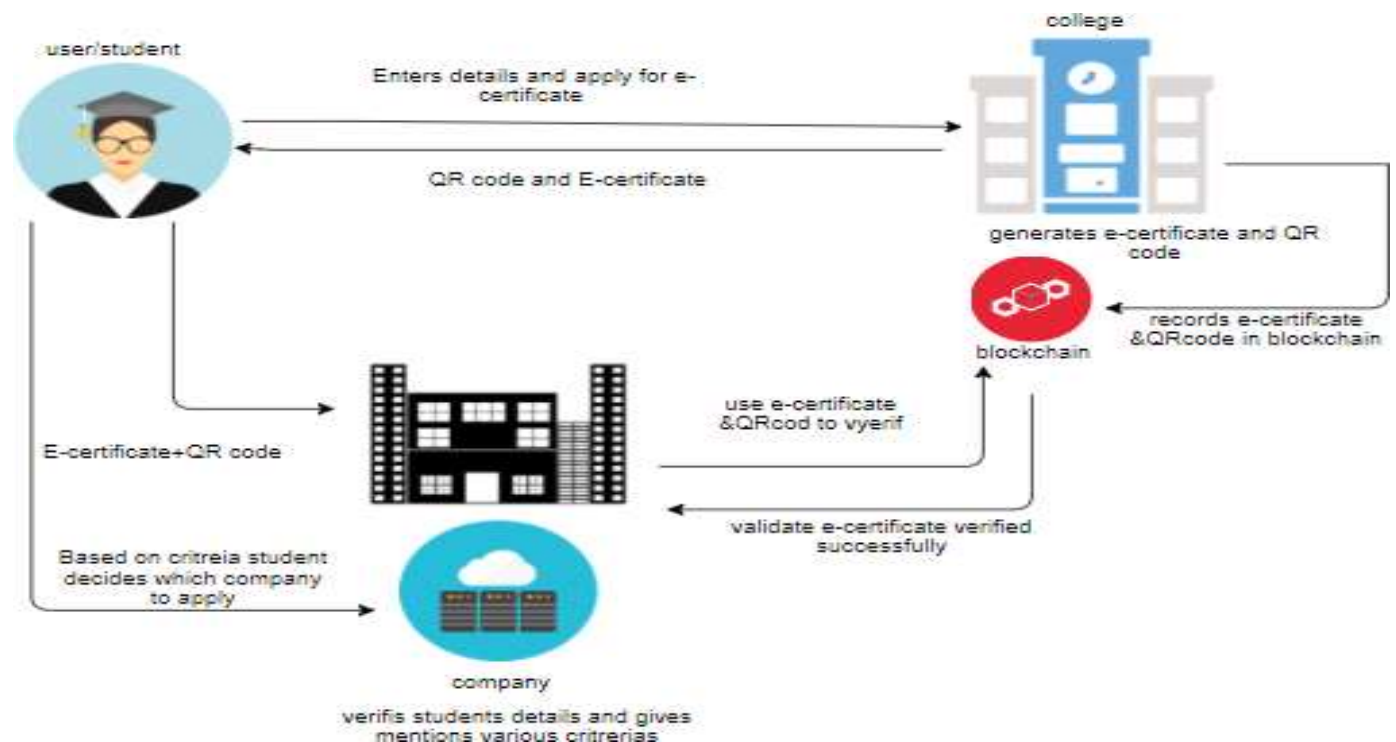 college
user/student
Enters details and apply for e-
certificate
QR code and E-certificate
generates e-certificate and QR
code
records e-certificate
&QRcode in blockchain
blockchain
use e-certificate
&QRcod to vyerif
E-certificate+QR code
validate e-certificate verified
successfully
Based on critreia student
decides which company
to apply
company
verifis students details and gives
mentions various critrerias